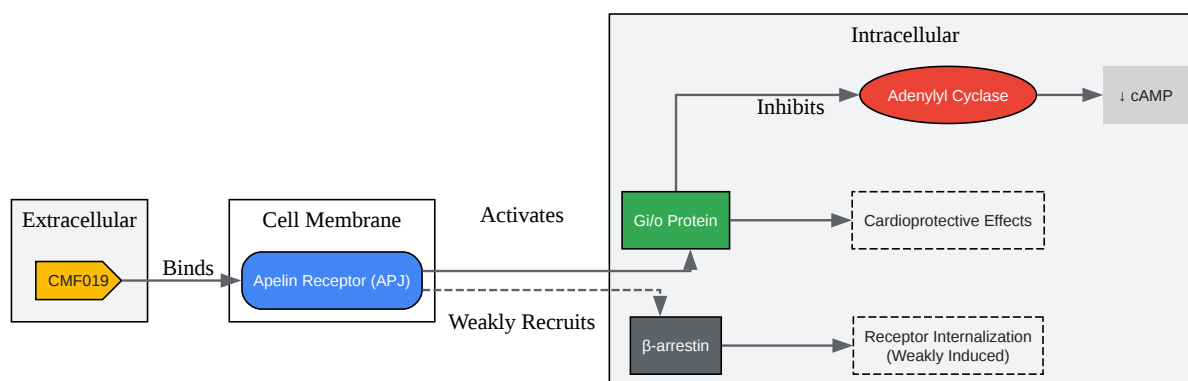 Intracellular
Adenylyl Cyclase
↓ cAMP
Inhibits
Extracellular
Cell Membrane
Activates
Gi/o Protein
Cardioprotective Effects
CMF019
Binds
Apelin Receptor (APJ)
Weakly Recruits
β-arrestin
Receptor Internalization
(Weakly Induced)